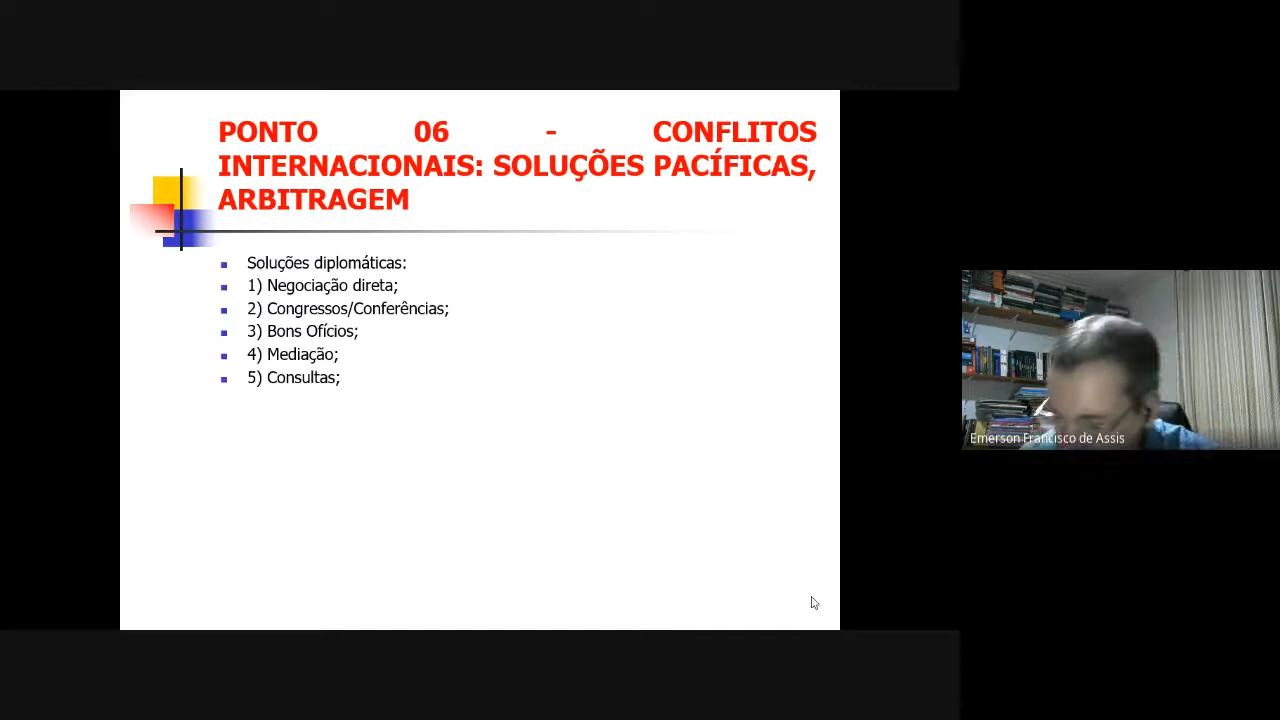 PONTO 06 - CONFLITOS
INTERNACIONAIS: SOLUÇÕES PACÍFICAS,
ARBITRAGEM
Soluções diplomáticas:
1) Negociação direta;
2) Congressos/Conferências;
3) Bons Ofícios;
4) Mediação;
5) Consultas;
Emerson Francisco de Assis